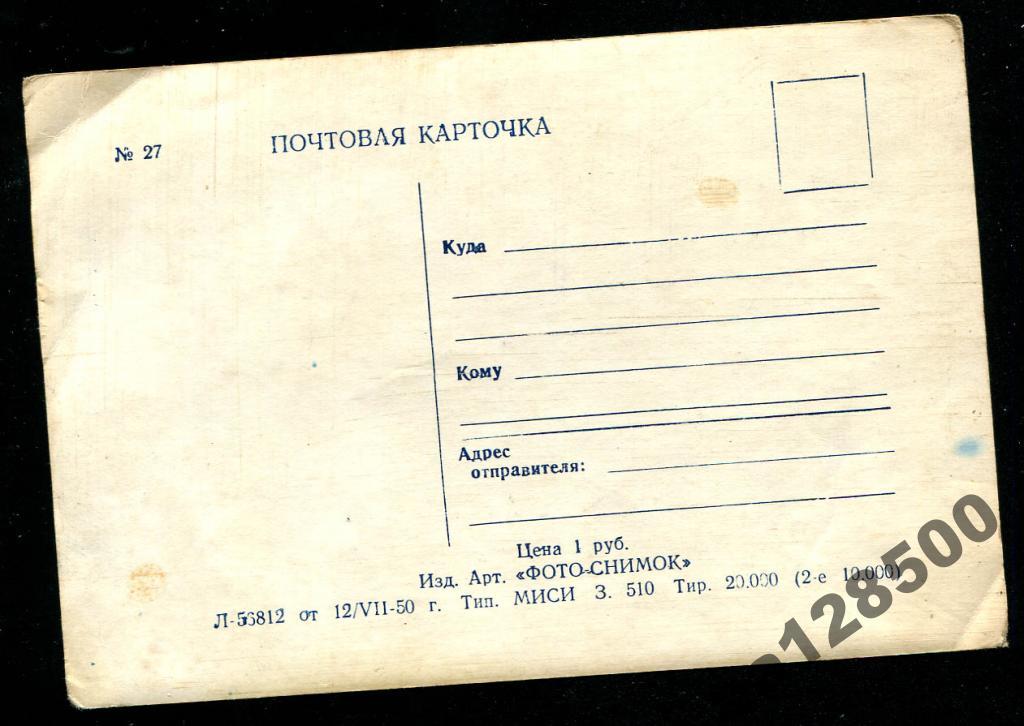 № 27
ПОЧТОВАЯ КАРТОЧКА
Куда
Кому
Адрес
отправителя:
Цена 1 руб.
Изд. Арт. «ФОТО-СНИМОК»
Л-56812 от 12/VII-50 г. Тип. МИСИ З. 510 Тир. 20.000 (2-е 10.000)